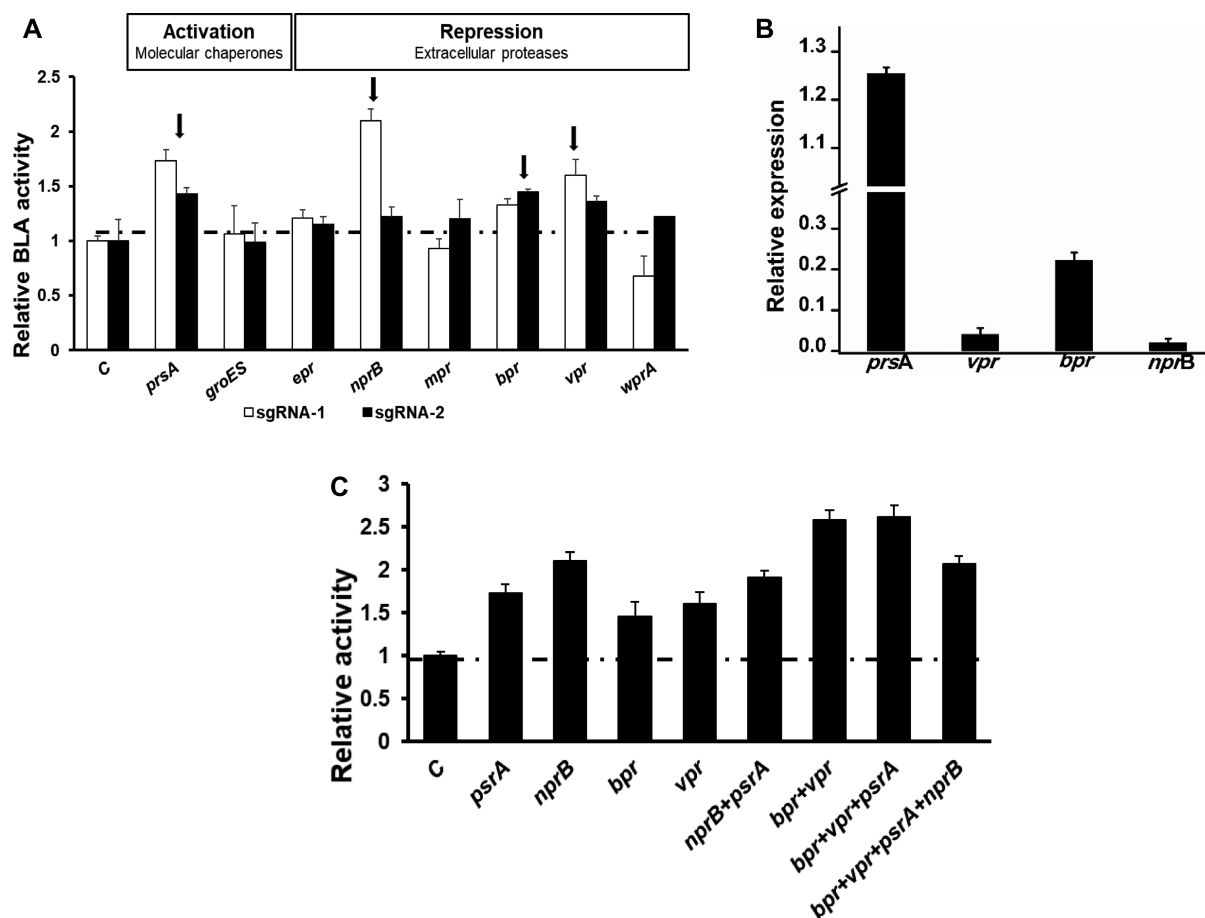 A
Activation
Molecular chaperones
Repression
Extracellular proteases
Relative BLA activity
2.5
2
1.5
1
0.5
0
C
prsA
groES
epr
nprB
mpr
bpr
vpr
wprA
sgRNA-1
sgRNA-2
B
Relative expression
1.3
1.2
1.1
0.3
0.2
0.1
0.0
prsA
vpr
bpr
nprB
C
Relative activity
3
2.5
2
1.5
1
0.5
0
C
psrA
nprB
bpr
vpr
nprB+psrA
bpr+vpr
bpr+vpr+psrA
bpr+vpr+psrA+nprB